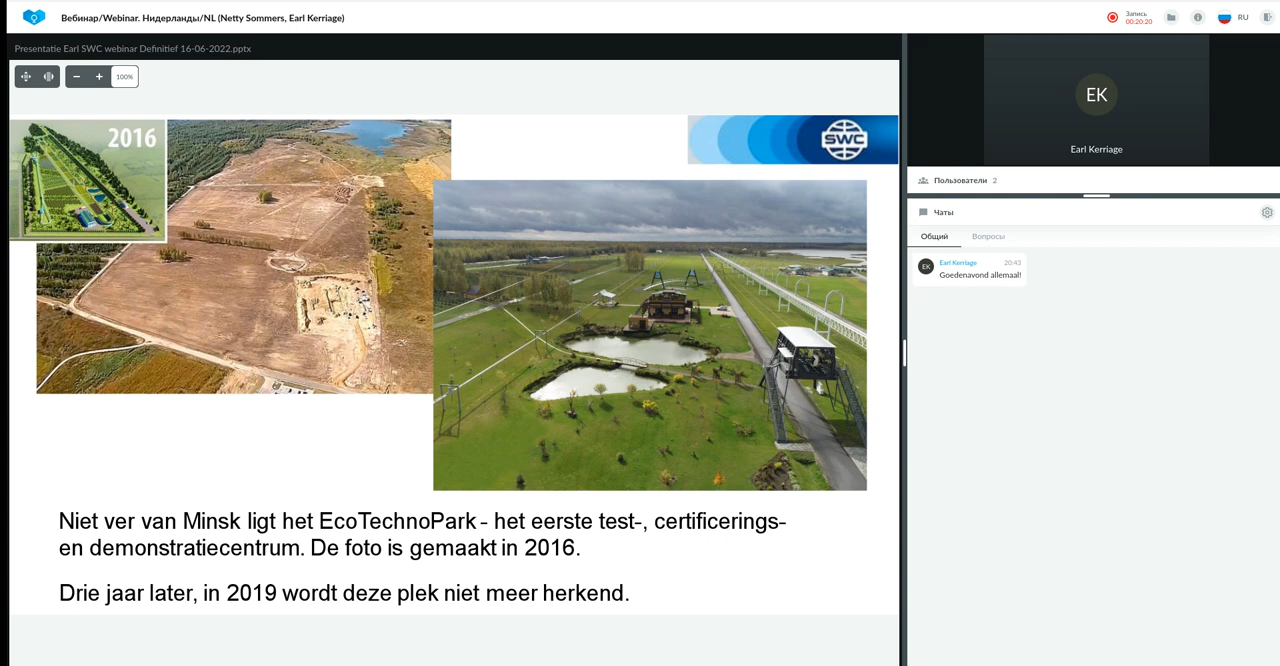 Вебинар/Webinar. Нидерланды/NL (Netty Sommers, Earl Kerriage)
Запись
00:20:20
RU
Presentatie Earl SWC webinar Definitief 16-06-2022.pptx
100%
2016
SWC
Niet ver van Minsk ligt het EcoTechnoPark - het eerste test-, certificerings-
en demonstratiecentrum. De foto is gemaakt in 2016.
Drie jaar later, in 2019 wordt deze plek niet meer herkend.
EK
Earl Kerriage
Пользователи 2
Чаты
Общий Вопросы
EK
Earl Kerriage 20:43
Goedenavond allemaal!